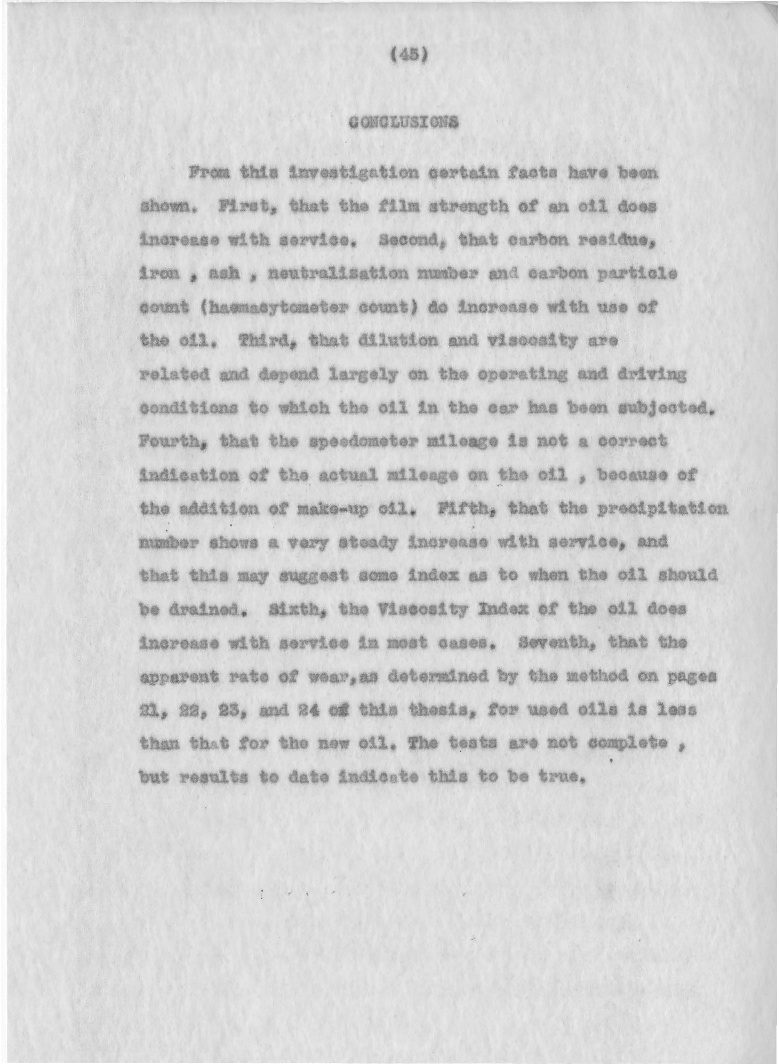 (45)
CONCLUSIONS
From this investigation certain facts have been
shown. First, that the film strength of an oil does
increase with service. Second, that carbon residue,
iron , ash , neutralisation number and carbon particle
count (haemacytometer count) do increase with use of
the oil. Third, that dilution and viscosity are
related and depend largely on the operating and driving
conditions to which the oil in the car has been subjected.
Fourth, that the speedometer mileage is not a correct
indication of the actual mileage on the oil , because of
the addition of make-up oil. Fifth, that the precipitation
number shows a very steady increase with service, and
that this may suggest some index as to when the oil should
be drained. Sixth, the Viscosity Index of the oil does
increase with service in most cases. Seventh, that the
apparent rate of wear,as determined by the method on pages
21, 22, 23, and 24 of this thesis, for used oils is less
than that for the new oil. The tests are not complete ,
but results to date indicate this to be true.